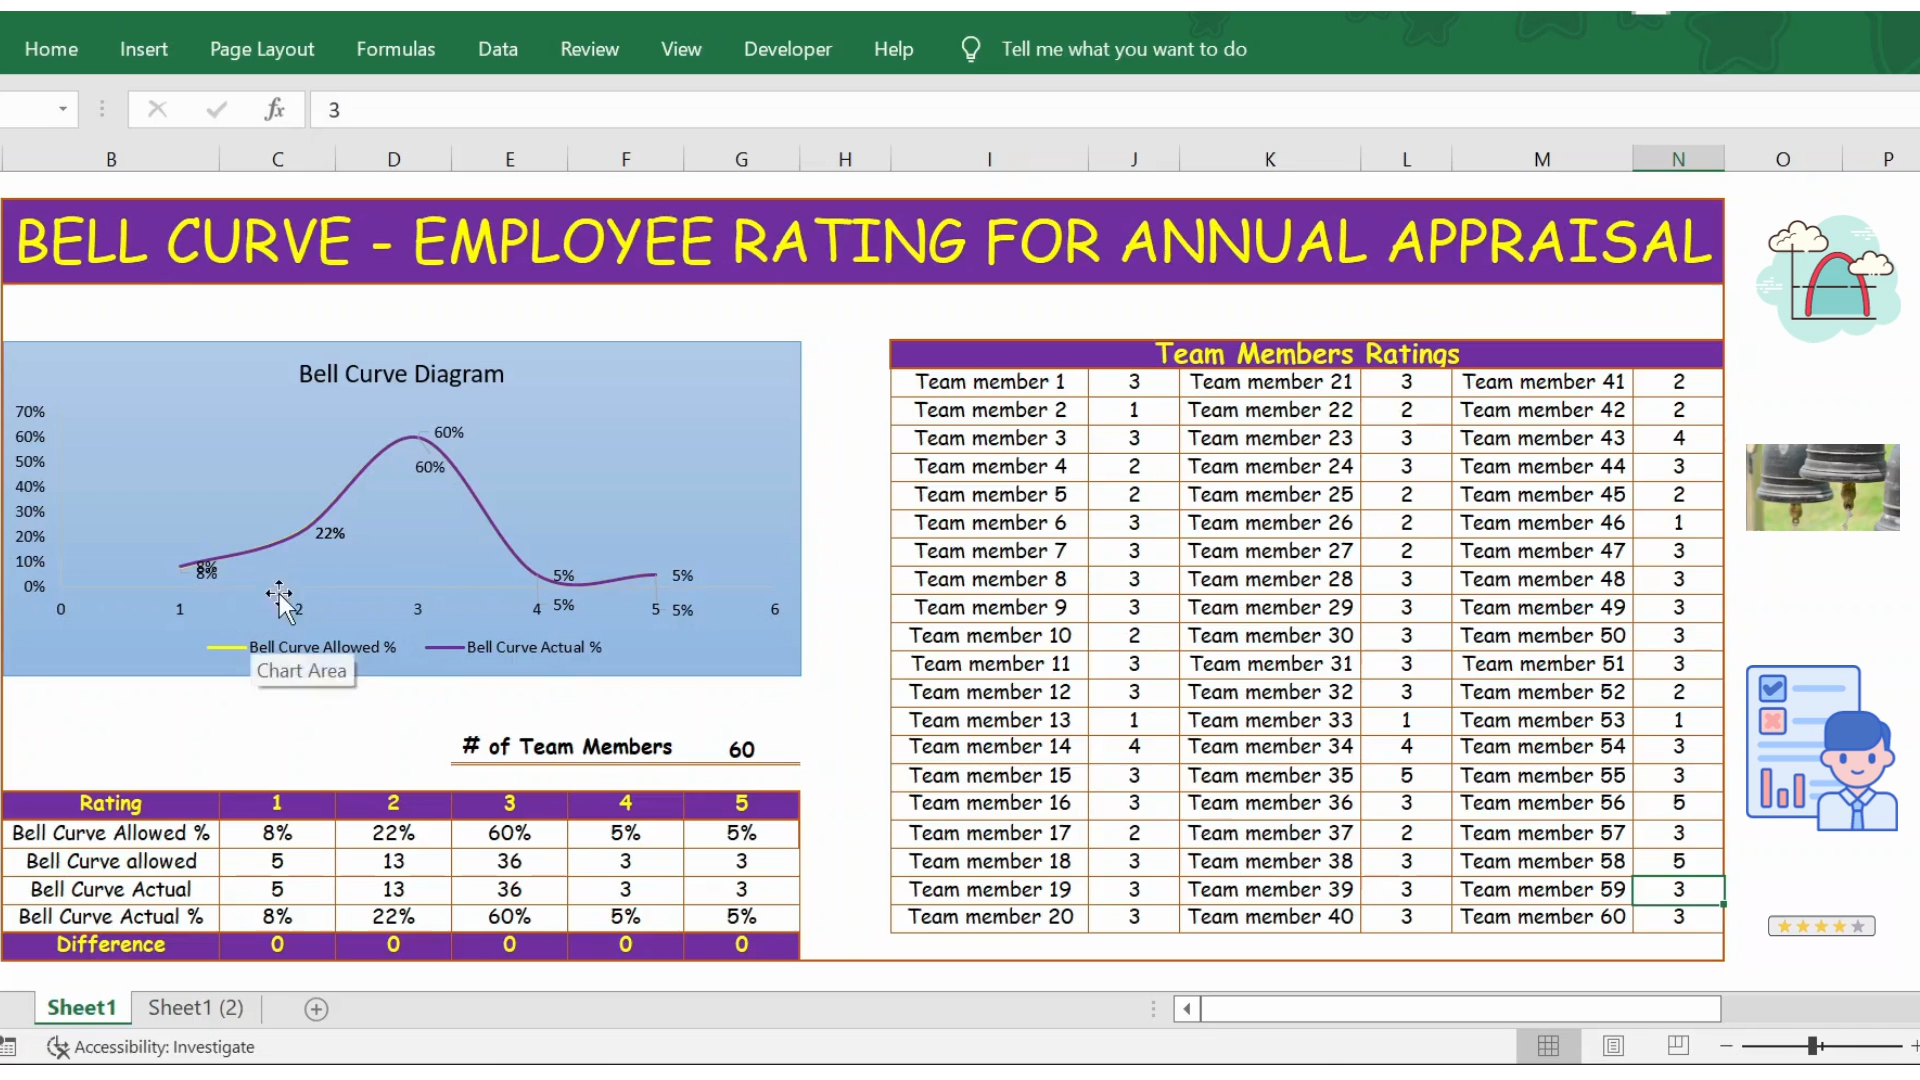 Home Insert Page Layout Formulas Data Review View Developer Help Tell me what you want to do
fx 3
B C D E F G H I J K L M N O P
BELL CURVE - EMPLOYEE RATING FOR ANNUAL APPRAISAL
Bell Curve Diagram
70%
60%
50%
40%
30%
20%
10%
0%
8%
8%
22%
60%
60%
5%
5%
5%
5%
0 1 2 3 4 5 6
Bell Curve Allowed % Bell Curve Actual %
Chart Area
# of Team Members 60
Rating 1 2 3 4 5
Bell Curve Allowed % 8% 22% 60% 5% 5%
Bell Curve allowed 5 13 36 3 3
Bell Curve Actual 5 13 36 3 3
Bell Curve Actual % 8% 22% 60% 5% 5%
Difference 0 0 0 0 0
Team Members Ratings
Team member 1 3 Team member 21 3 Team member 41 2
Team member 2 1 Team member 22 2 Team member 42 2
Team member 3 3 Team member 23 3 Team member 43 4
Team member 4 2 Team member 24 3 Team member 44 3
Team member 5 2 Team member 25 2 Team member 45 2
Team member 6 3 Team member 26 2 Team member 46 1
Team member 7 3 Team member 27 2 Team member 47 3
Team member 8 3 Team member 28 3 Team member 48 3
Team member 9 3 Team member 29 3 Team member 49 3
Team member 10 2 Team member 30 3 Team member 50 3
Team member 11 3 Team member 31 3 Team member 51 3
Team member 12 3 Team member 32 3 Team member 52 2
Team member 13 1 Team member 33 1 Team member 53 1
Team member 14 4 Team member 34 4 Team member 54 3
Team member 15 3 Team member 35 5 Team member 55 3
Team member 16 3 Team member 36 3 Team member 56 5
Team member 17 2 Team member 37 2 Team member 57 3
Team member 18 3 Team member 38 3 Team member 58 5
Team member 19 3 Team member 39 3 Team member 59 3
Team member 20 3 Team member 40 3 Team member 60 3
Sheet1 Sheet1 (2)
Accessibility: Investigate